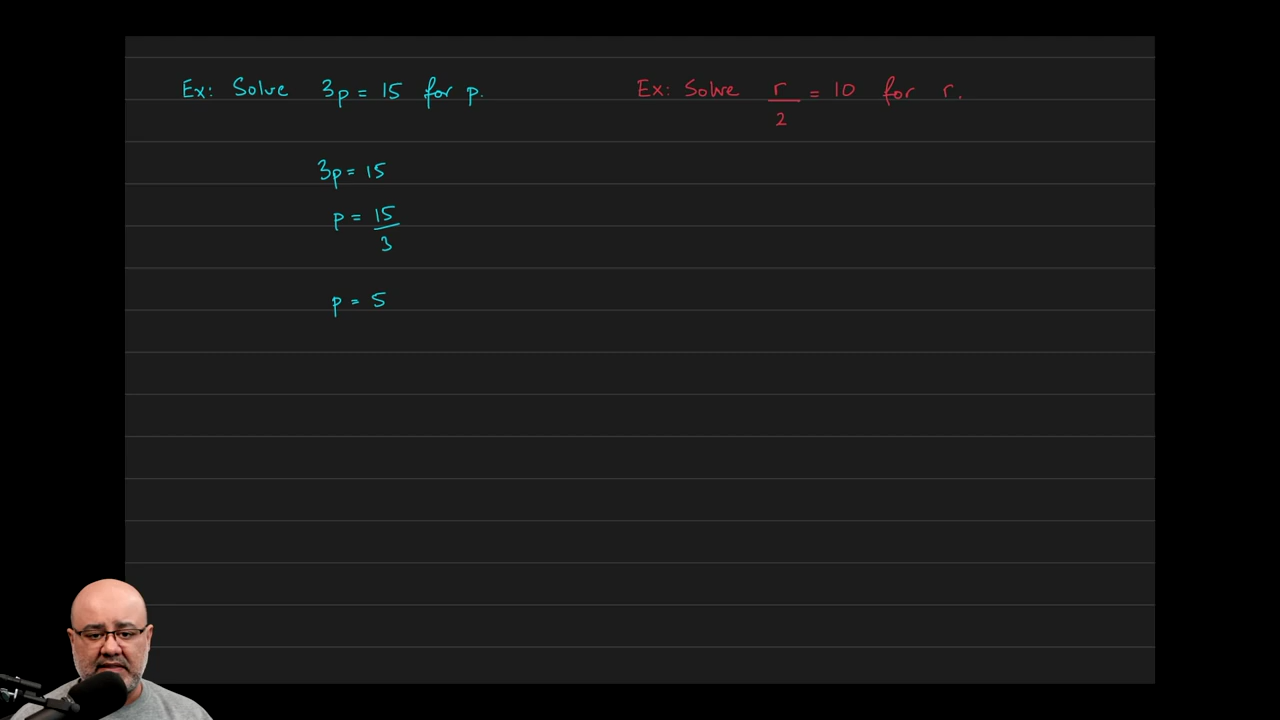 Ex: Solve 3p = 15 for p.
3p = 15
p = 15/3
p = 5
Ex: Solve r/2 = 10 for r.